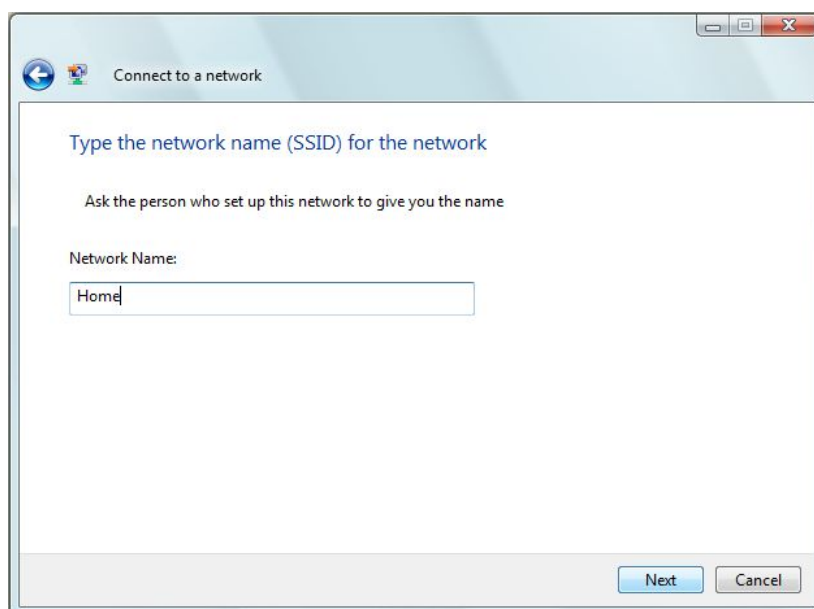 Connect to a network
Type the network name (SSID) for the network
Ask the person who set up this network to give you the name
Network Name:
Home
Next Cancel